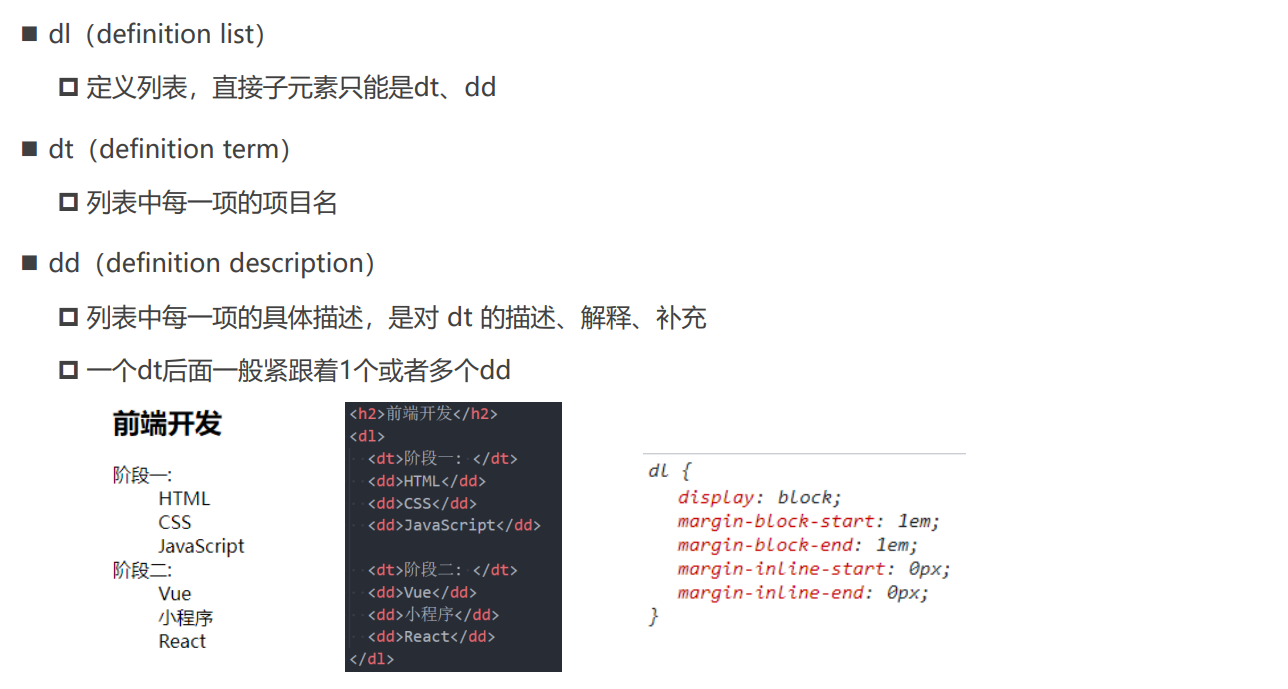 dl（definition list）
定义列表，直接子元素只能是dt、dd
dt（definition term）
列表中每一项的项目名
dd（definition description）
列表中每一项的具体描述，是对 dt 的描述、解释、补充
一个dt后面一般紧跟着1个或者多个dd
前端开发
阶段一:
HTML
CSS
JavaScript
阶段二:
Vue
小程序
React
<h2>前端开发</h2>
<dl>
<dt>阶段一: </dt>
<dd>HTML</dd>
<dd>CSS</dd>
<dd>JavaScript</dd>
<dt>阶段二: </dt>
<dd>Vue</dd>
<dd>小程序</dd>
<dd>React</dd>
</dl>
dl {
display: block;
margin-block-start: 1em;
margin-block-end: 1em;
margin-inline-start: 0px;
margin-inline-end: 0px;
}